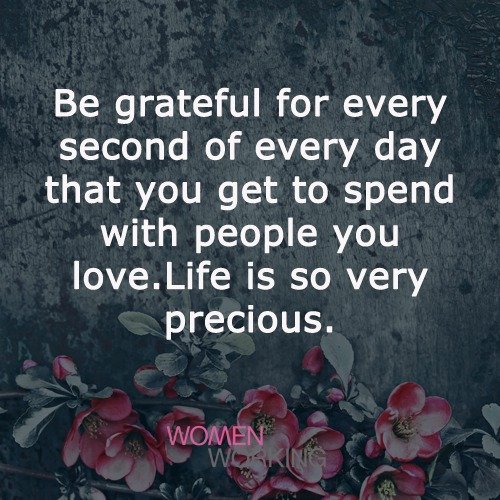 Be grateful for every
second of every day
that you get to spend
with people you
love.Life is so very
precious.
WOMEN
WORKING